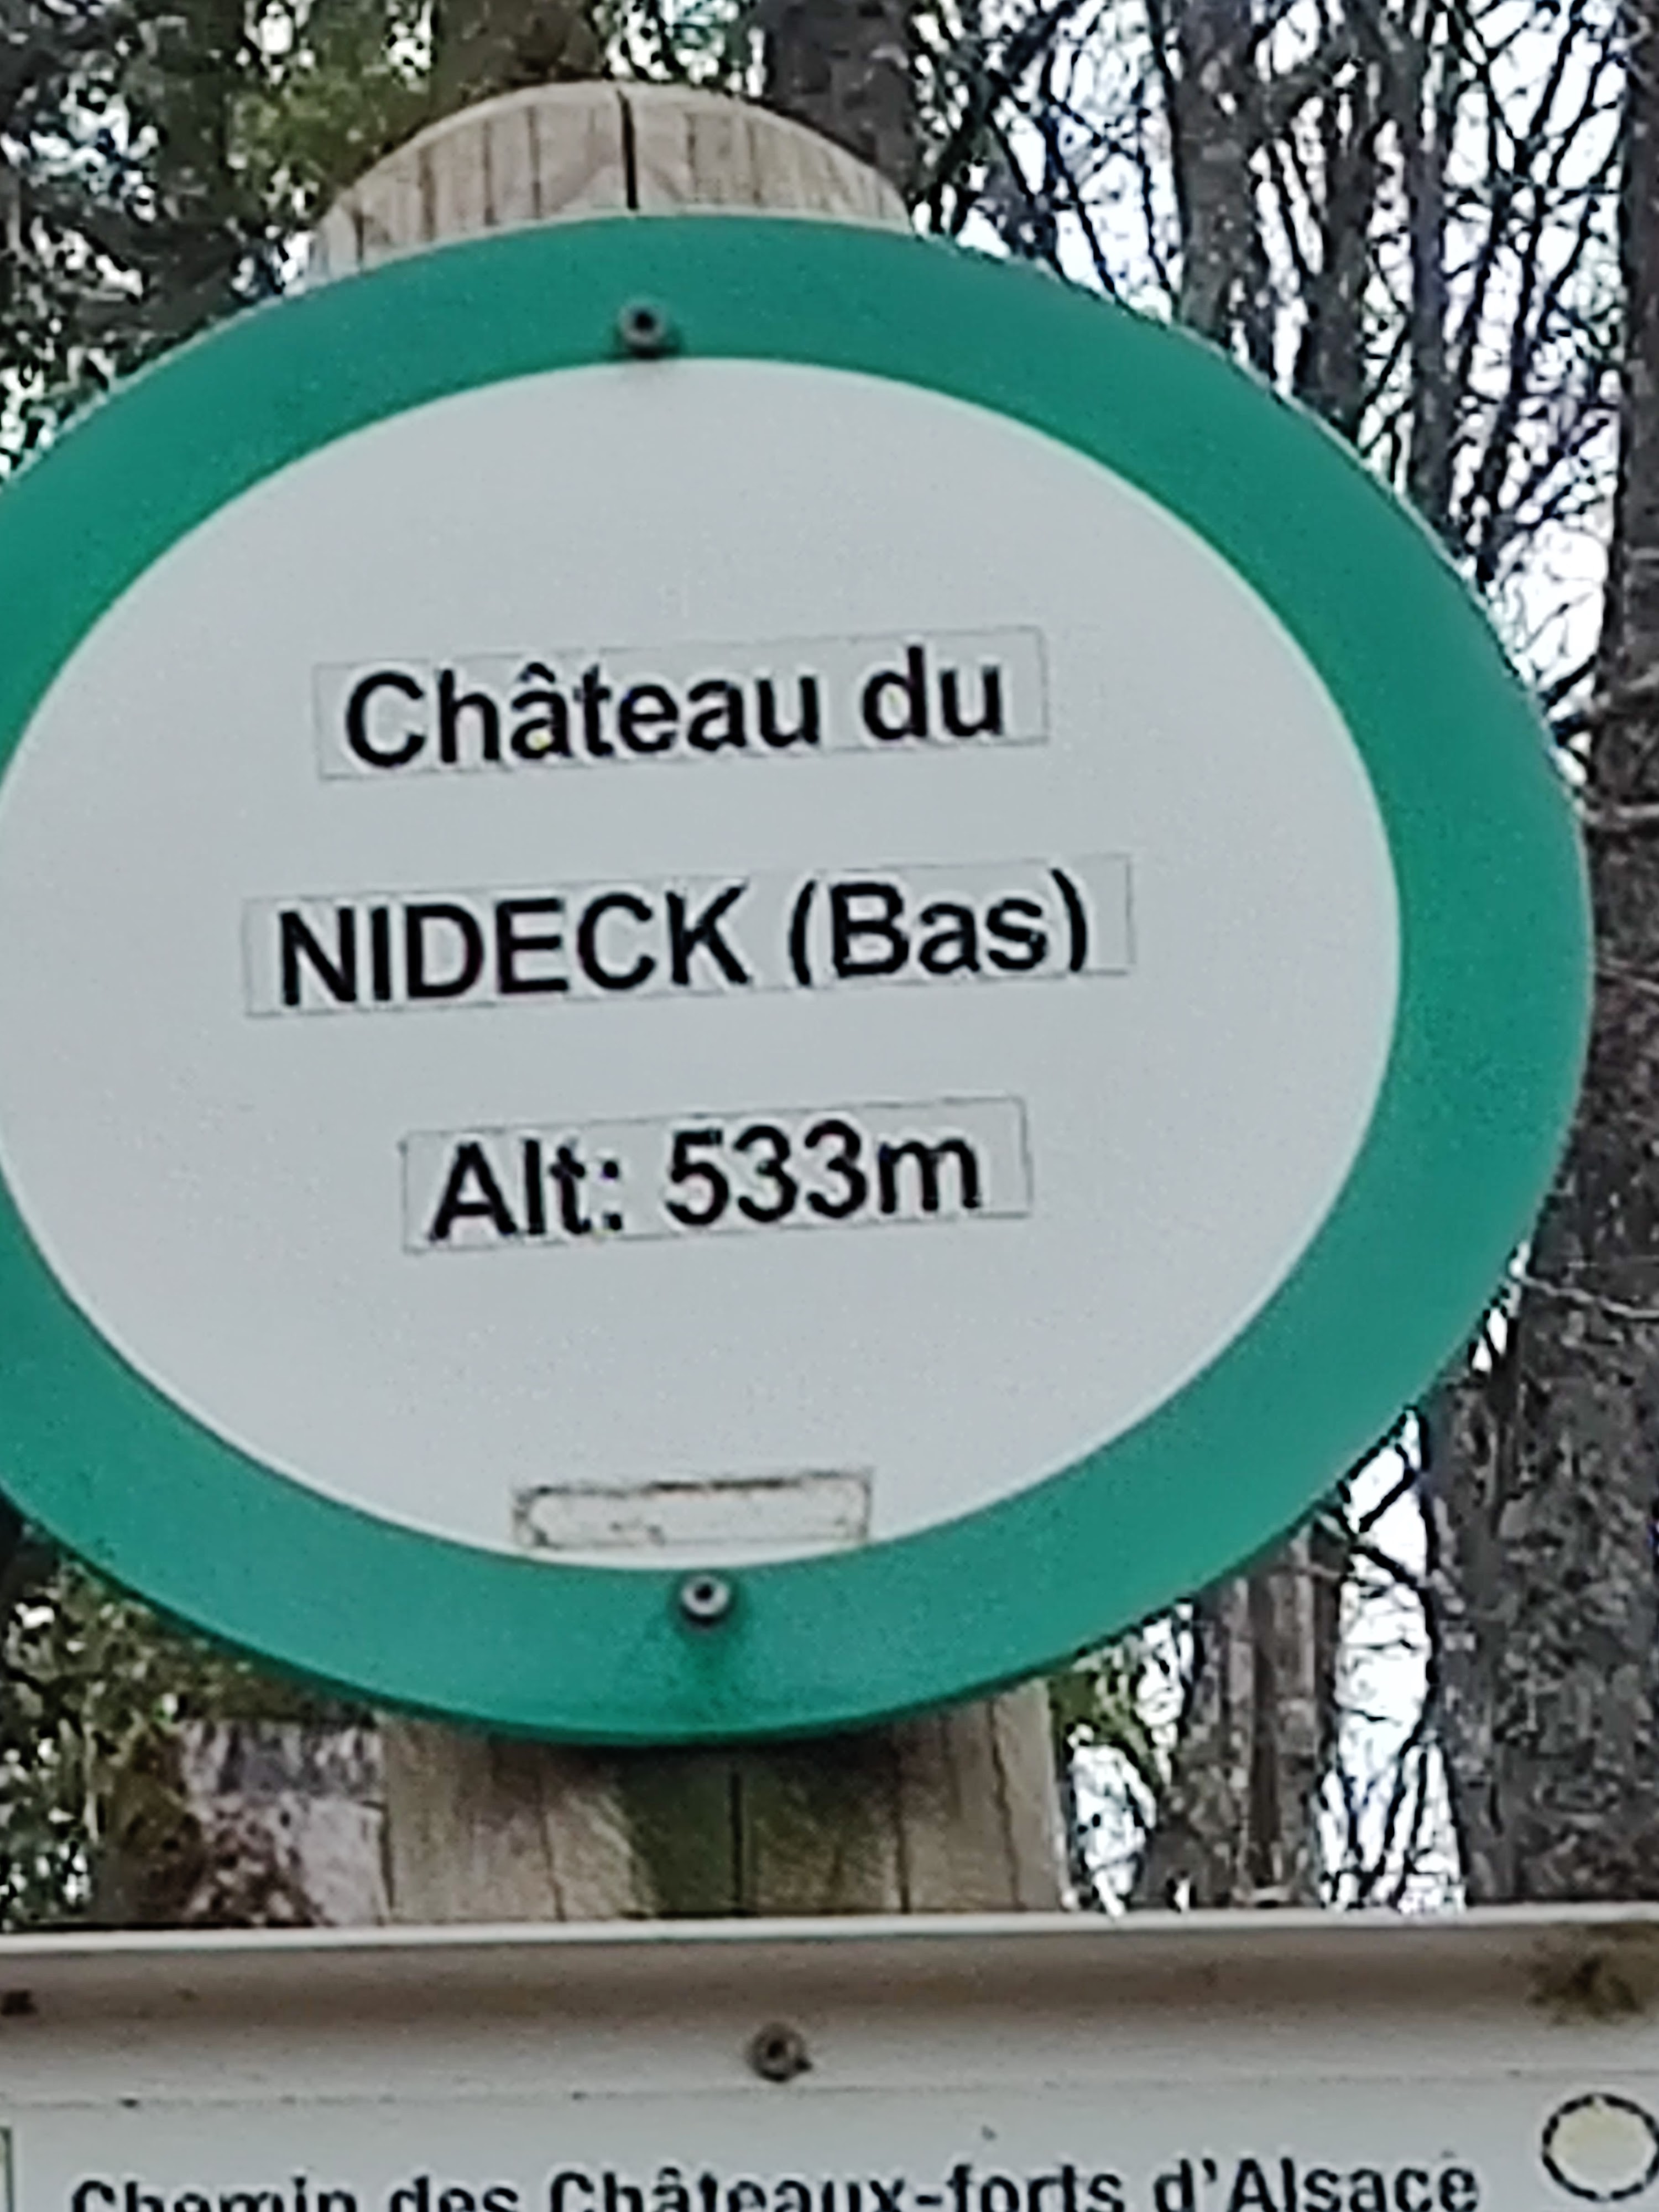 Château du
NIDECK (Bas)
Alt: 533m
Chemin des Châteaux-forts d'Alsace